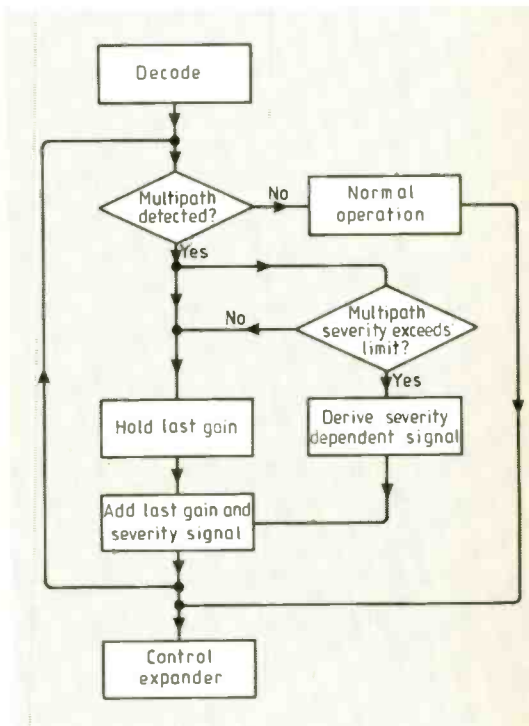 Decode
Multipath
detected?
No
Normal
operation
Yes
Multipath
severity exceeds
limit?
No
Yes
Hold last gain
Derive severity
dependent signal
Add last gain and
severity signal
Control
expander